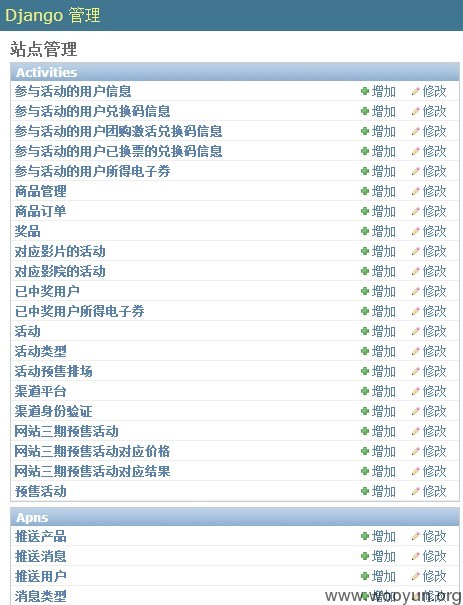 Django 管理
站点管理
Activities
参与活动的用户信息 增加 修改
参与活动的用户兑换码信息 增加 修改
参与活动的用户团购激活兑换码信息 增加 修改
参与活动的用户已换票的兑换码信息 增加 修改
参与活动的用户所得电子券 增加 修改
商品管理 增加 修改
商品订单 增加 修改
奖品 增加 修改
对应影片的活动 增加 修改
对应影院的活动 增加 修改
已中奖用户 增加 修改
已中奖用户所得电子券 增加 修改
活动 增加 修改
活动类型 增加 修改
活动预售排场 增加 修改
渠道平台 增加 修改
渠道身份验证 增加 修改
网站三期预售活动 增加 修改
网站三期预售活动对应价格 增加 修改
网站三期预售活动对应结果 增加 修改
预售活动 增加 修改
Apns
推送产品 增加 修改
推送消息 增加 修改
推送用户 增加 修改
消息类型 增加 修改
www.wooyun.org